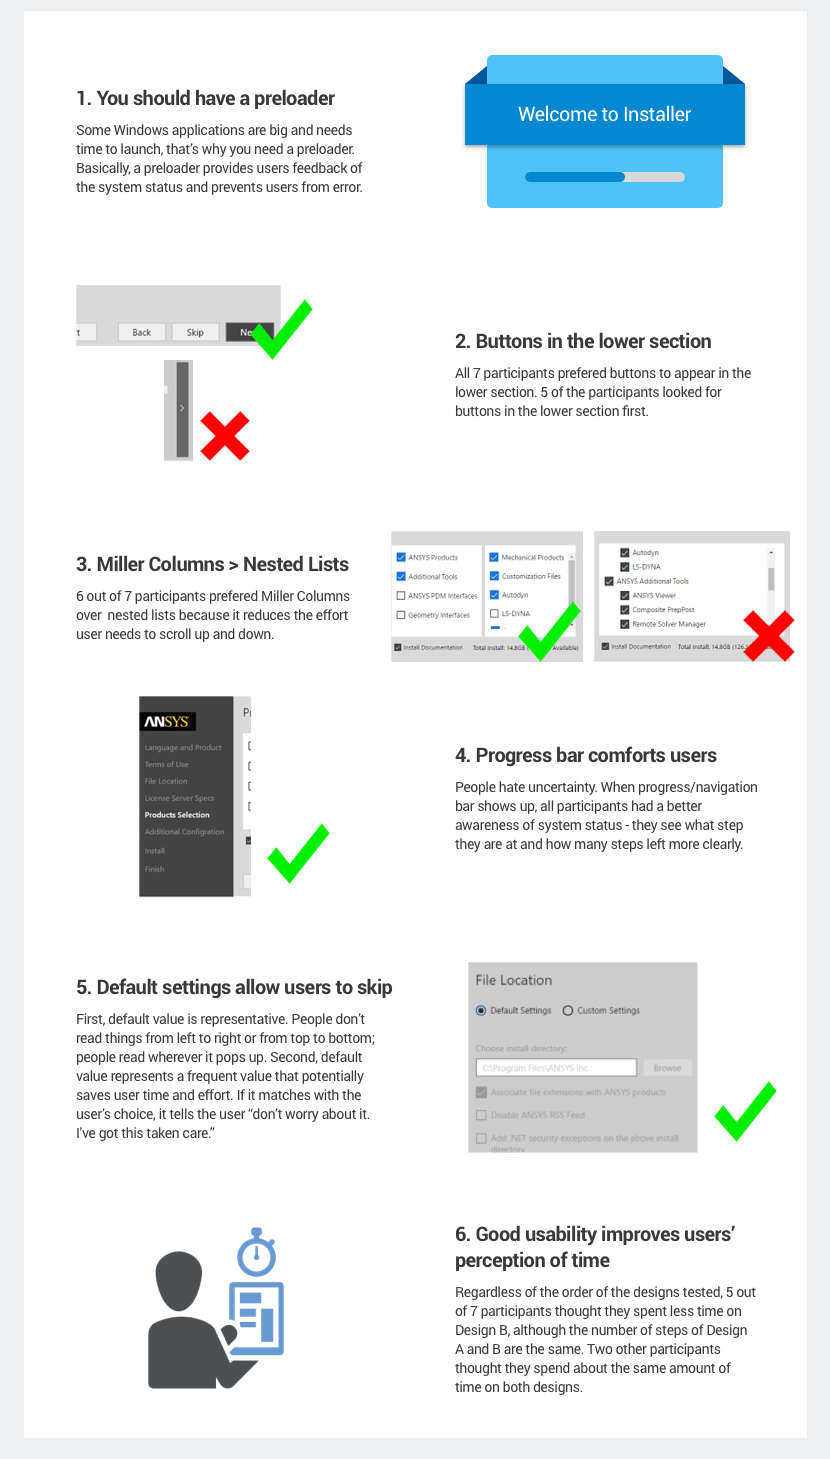 1. You should have a preloader
Some Windows applications are big and needs
time to launch, that's why you need a preloader.
Basically, a preloader provides users feedback of
the system status and prevents users from error.
Welcome to Installer
t
Back
Skip
Ne
2. Buttons in the lower section
All 7 participants prefered buttons to appear in the
lower section. 5 of the participants looked for
buttons in the lower section first.
3. Miller Columns > Nested Lists
6 out of 7 participants prefered Miller Columns
over nested lists because it reduces the effort
user needs to scroll up and down.
ANSYS Products
Additional Tools
ANSYS PDM Interfaces
Geometry Interfaces
Mechanical Products
Customization Files
Autodyn
LS-DYNA
Install Documentation
Total Install: 14.8GB
Available)
Autodyn
LS-DYNA
ANSYS Additional Tools
ANSYS Viewer
Composite PrepPost
Remote Solver Manager
Install Documentation
Total Install: 14.8GB (126.
ANSYS
Language and Product
Terms of Use
File Location
License Server Specs
Products Selection
Additional Configration
Install
Finish
P
4. Progress bar comforts users
People hate uncertainty. When progress/navigation
bar shows up, all participants had a better
awareness of system status - they see what step
they are at and how many steps left more clearly.
5. Default settings allow users to skip
First, default value is representative. People don't
read things from left to right or from top to bottom;
people read wherever it pops up. Second, default
value represents a frequent value that potentially
saves user time and effort. If it matches with the
user's choice, it tells the user “don't worry about it.
I've got this taken care.”
File Location
Default Settings
Custom Settings
Choose install directory:
C:\Program Files\ANSYS Inc
Browse
Associate file extensions with ANSYS products
Disable ANSYS RSS Feed
Add .NET security exceptions on the above install
directory
6. Good usability improves users'
perception of time
Regardless of the order of the designs tested, 5 out
of 7 participants thought they spent less time on
Design B, although the number of steps of Design
A and B are the same. Two other participants
thought they spend about the same amount of
time on both designs.